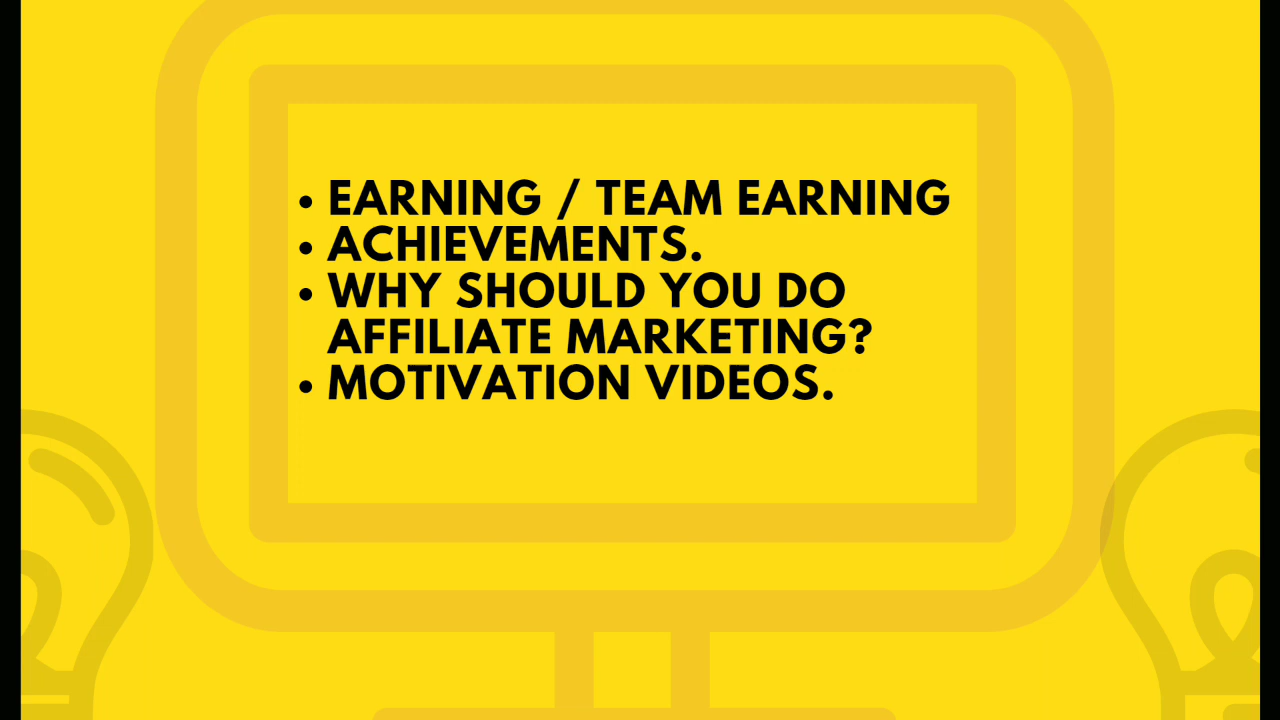 • EARNING / TEAM EARNING
• ACHIEVEMENTS.
• WHY SHOULD YOU DO
AFFILIATE MARKETING?
• MOTIVATION VIDEOS.